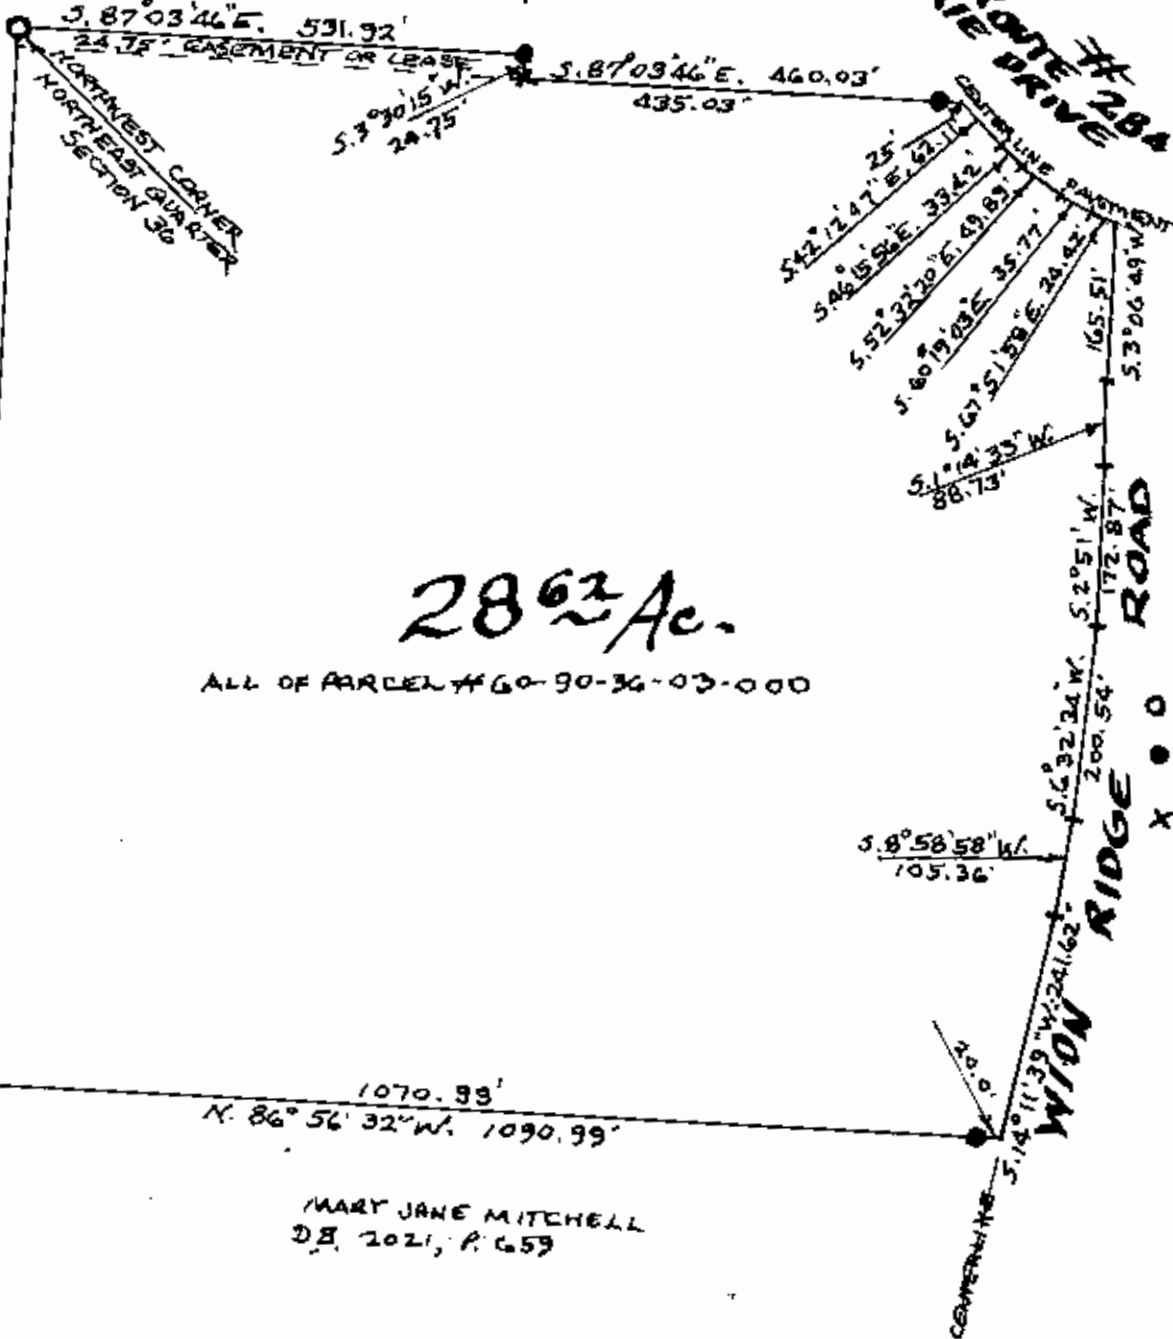 S. 87°03'46"E. 531.92'
24.75' EASEMENT OR LEASE
S.3°30'15"W.
24.75'
S.87°03'46"E. 460.03'
435.03'
#284
DRIVE
NORTHWEST CORNER
NORTHEAST QUARTER
SECTION 36
CENTERLINE PAVEMENT
25'
S.42°12'47"E. 62.11'
S.46°15'56"E. 33.42'
S.52°32'20"E. 49.89'
S.60°19'03"E. 35.77'
S.67°51'58"E. 24.42'
165.51'
S.3°06'49"W.
S.1°14'33"W.
88.73'
S.2°51' W.
172.87'
ROAD
28 62 Ac.
ALL OF PARCEL # 60-90-36-03-000
S.6°32'24"W.
200.54'
RIDGE
S.8°58'58"W.
105.36'
S.14°11'39"W. 241.62'
WION
20.0'
1070.99'
N. 86° 56' 32" W. 1090.99'
MARY JANE MITCHELL
D.B. 2021, P. 659
CENTERLINE